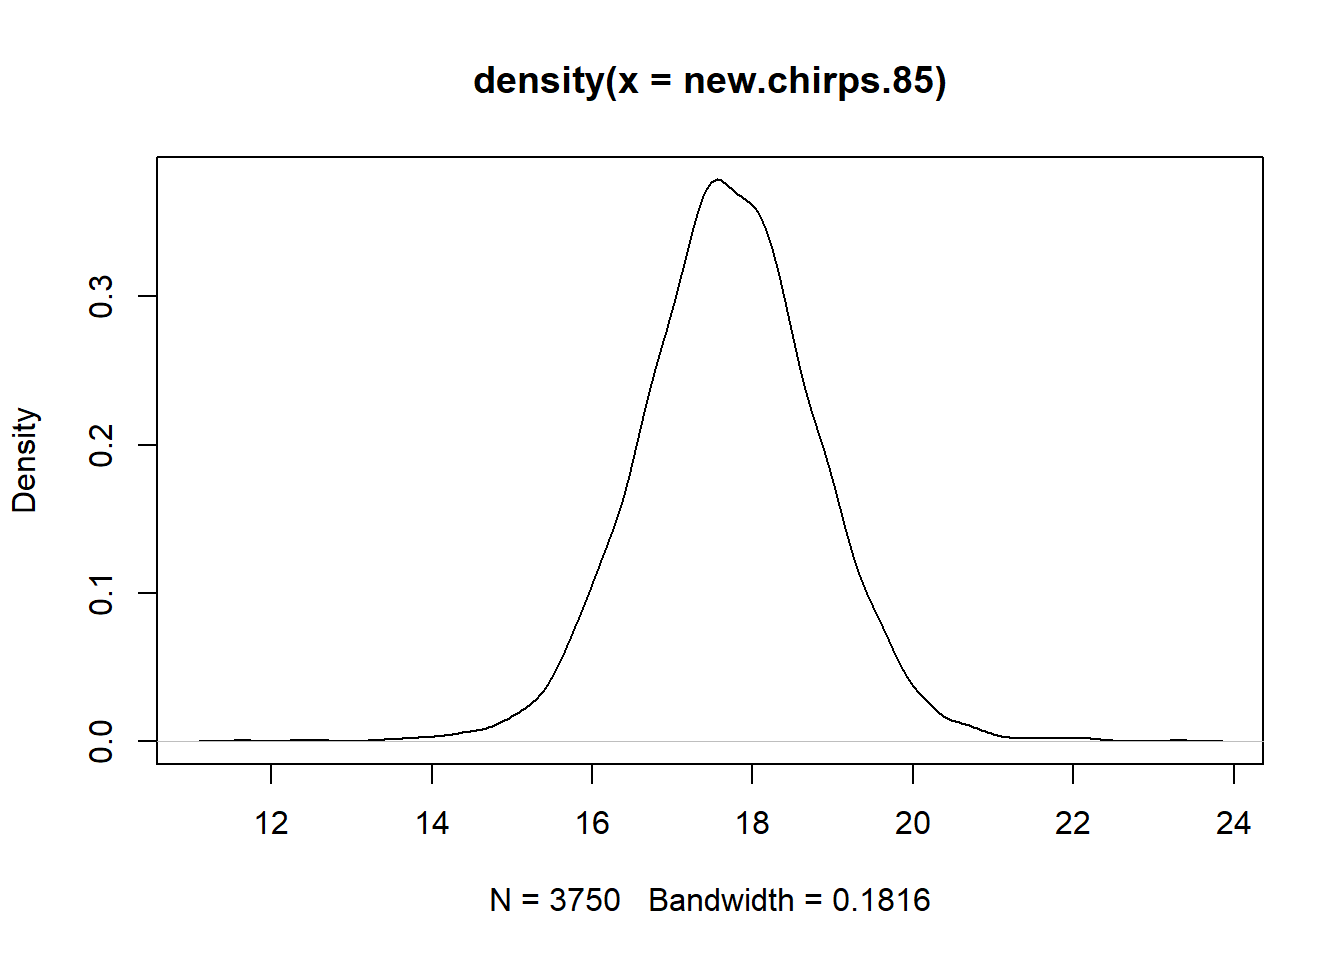 density(x = new.chirps.85)
Density
0.3
0.2
0.1
0.0
12 14 16 18 20 22 24
N = 3750   Bandwidth = 0.1816